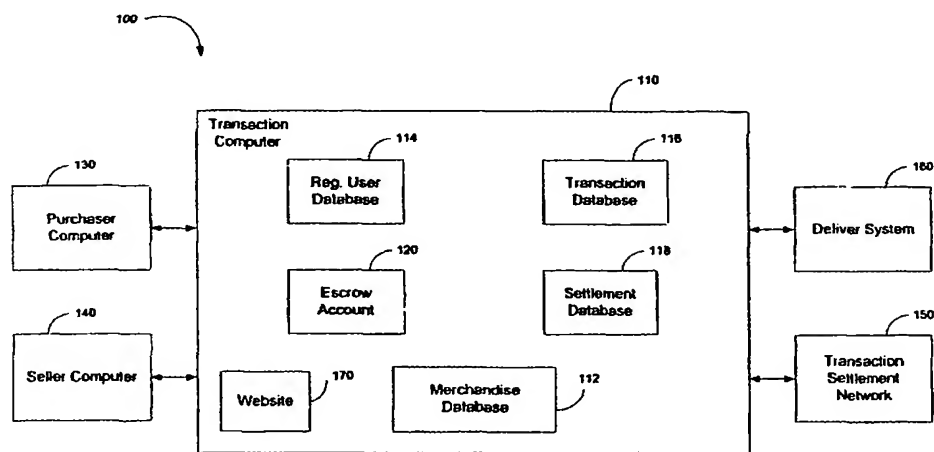 100
110
Transaction
Computer
114
116
130
160
Reg. User
Database
Transaction
Database
Purchaser
Computer
Deliver System
120
118
Escrow
Account
Settlement
Database
140
150
Seller Computer
170
112
Transaction
Settlement
Network
Website
Merchandise
Database